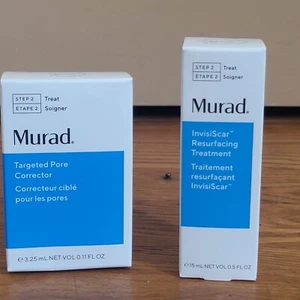 STEP 2 Treat
ÉTAPE 2 Soigner
Murad.
Targeted Pore
Corrector
Correcteur ciblé
pour les pores
℮ 3.25 mL NET VOL 0.11 FL OZ
STEP 2 Treat
ÉTAPE 2 Soigner
Murad.
InvisiScar™
Resurfacing
Treatment
Traitement
resurfaçant
InvisiScar™
℮ 15 mL NET VOL 0.5 FL OZ